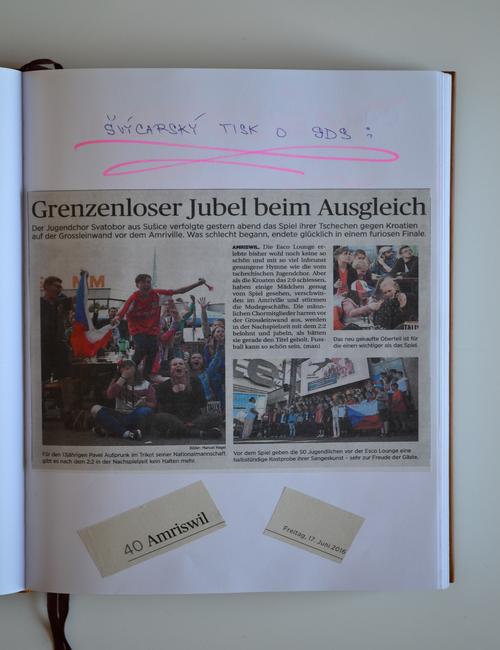 ŠVÝCARSKÝ TISK O SDS:
Grenzenloser Jubel beim Ausgleich
Der Jugendchor Svatobor aus Sušice verfolgte gestern abend das Spiel ihrer Tschechen gegen Kroatien
auf der Grossleinwand vor dem Amriville. Was schlecht begann, endete glücklich in einem furiosen Finale.
AMRISWIL. Die Esco Lounge er-
lebte bisher wohl noch keine so
schön und mit so viel Inbrunst
gesungene Hymne wie die vom
tschechischen Jugendchor. Aber
als die Kroaten das 2:0 schiessen,
haben einige Mädchen genug
vom Spiel gesehen, verschwin-
den im Amriville und stürmen
die Modegeschäfte. Die männ-
lichen Chormitglieder harren vor
der Grossleinwand aus, werden
in der Nachspielzeit mit dem 2:2
belohnt und jubeln, als hätten
sie gerade den Titel geholt. Fuss-
ball kann so schön sein. (man)
Das neu gekaufte Oberteil ist für
die einen wichtiger als das Spiel.
Bilder: Manuel Nagel
Für den 13jährigen Pavel Aušprunk im Trikot seiner Nationalmannschaft
gibt es nach dem 2:2 in der Nachspielzeit kein Halten mehr.
Vor dem Spiel geben die 50 Jugendlichen vor der Esco Lounge eine
halbstündige Kostprobe ihrer Sangeskunst – sehr zur Freude der Gäste.
40 Amriswil
Freitag, 17. Juni 2016